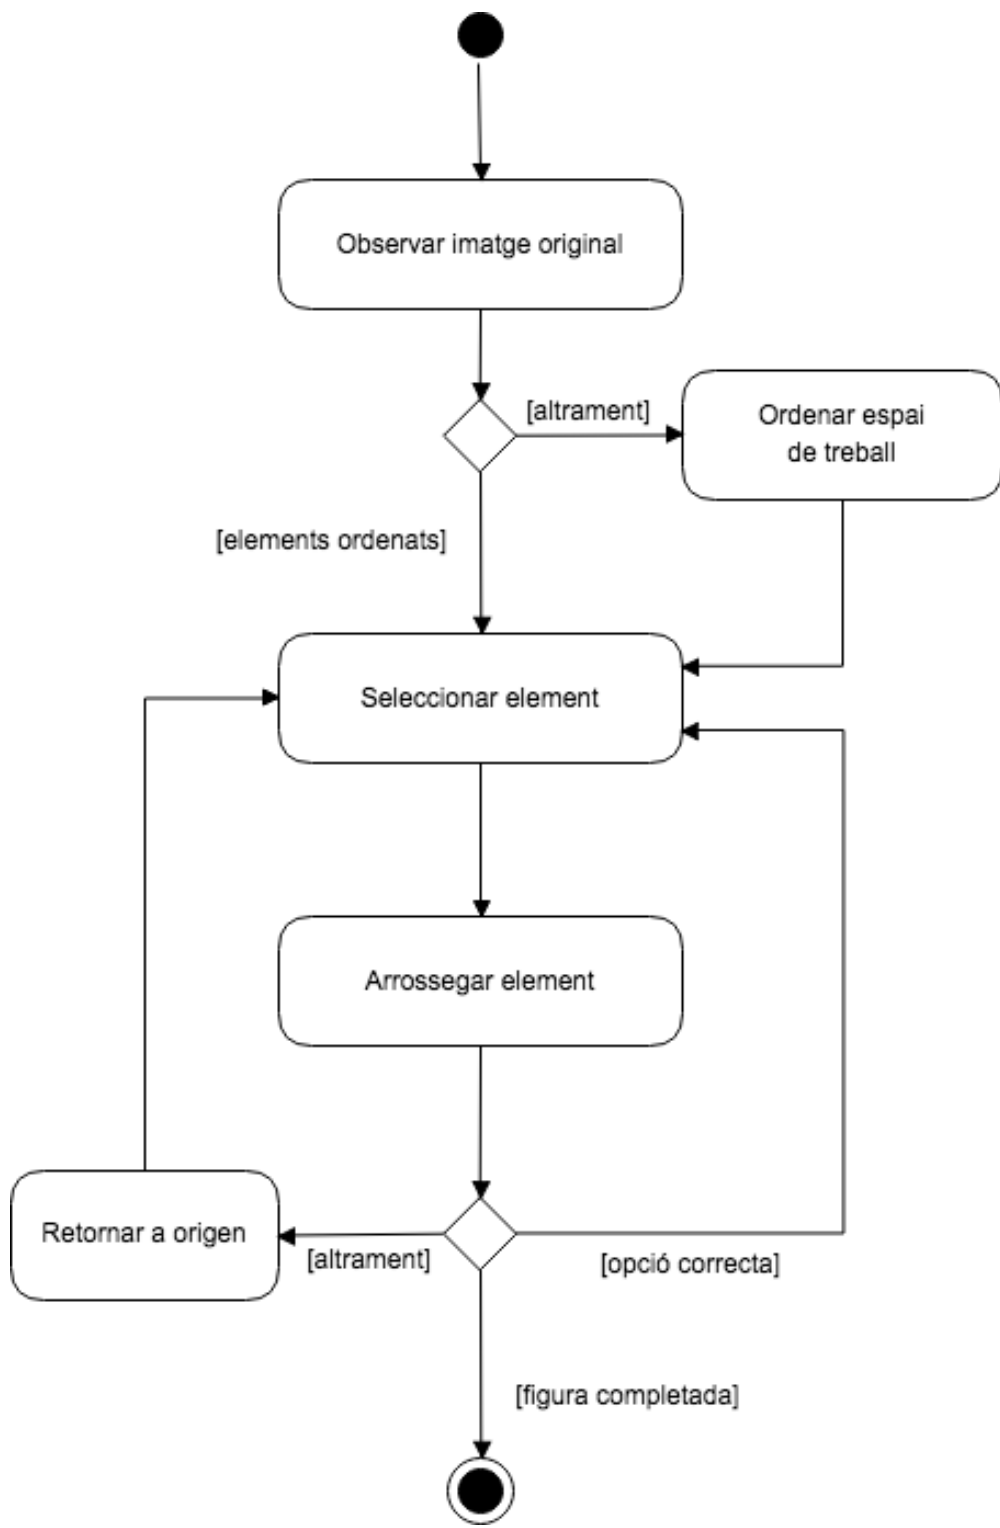 Observar imatge original
[altrament]
Ordenar espai
de treball
[elements ordenats]
Seleccionar element
Arrossegar element
Retornar a origen
[altrament]
[opció correcta]
[figura completada]